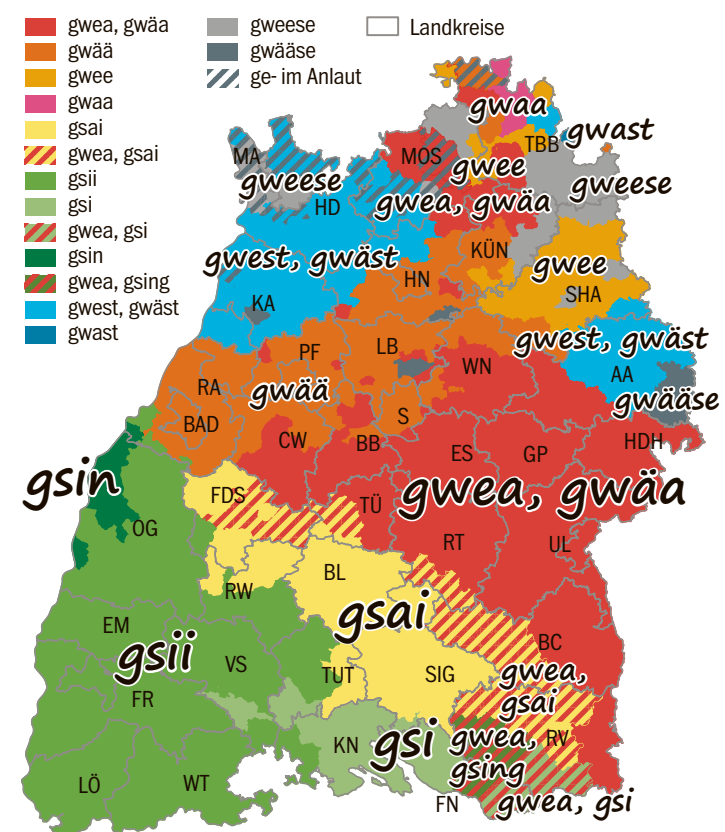 gwea, gwäa
gwää
gwee
gwaa
gsai
gwea, gsai
gsii
gsi
gwea, gsi
gsin
gwea, gsing
gwest, gwäst
gwast
gweese
gwääse
ge- im Anlaut
Landkreise
gwaa
gwast
TBB
MA
MOS
gwee
gweese
gweese
HD
gwea, gwäa
KÜN
gwest, gwäst
gwee
HN
SHA
KA
gwest, gwäst
PF
LB
WN
AA
RA
gwää
gwääse
BAD
S
CW
BB
ES
GP
HDH
gsin
gwea, gwäa
FDS
TÜ
OG
RT
UL
BL
RW
gsai
EM
BC
gsii
VS
TUT
SIG
gwea,
gsai
FR
KN
gsi
gwea,
gsing
RV
LÖ
WT
FN
gwea, gsi